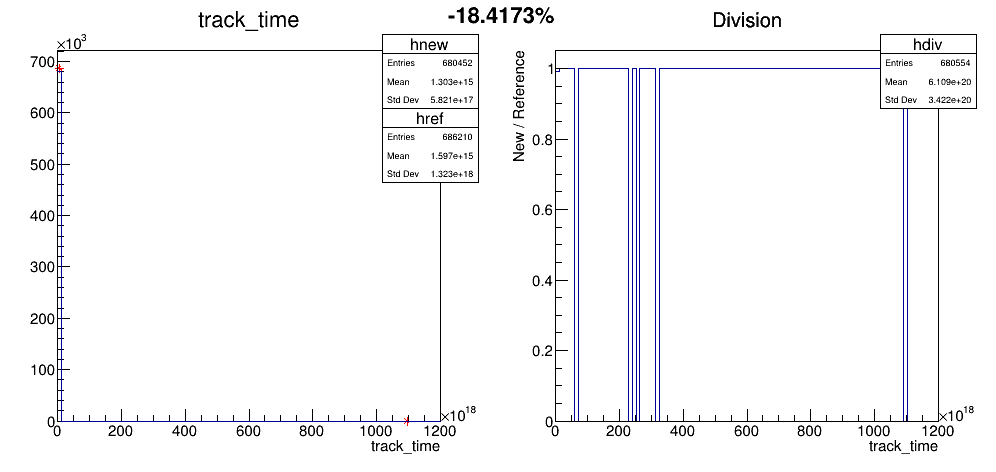 -18.4173%
track_time
×10³
hnew
Entries 680452
Mean 1.303e+15
Std Dev 5.821e+17
href
Entries 686210
Mean 1.597e+15
Std Dev 1.323e+18
700
600
500
400
300
200
100
0
0 200 400 600 800 1000 1200 ×10¹⁸
track_time
Division
hdiv
Entries 680554
Mean 6.109e+20
Std Dev 3.422e+20
New / Reference
1
0.8
0.6
0.4
0.2
0
0 200 400 600 800 1000 1200 ×10¹⁸
track_time